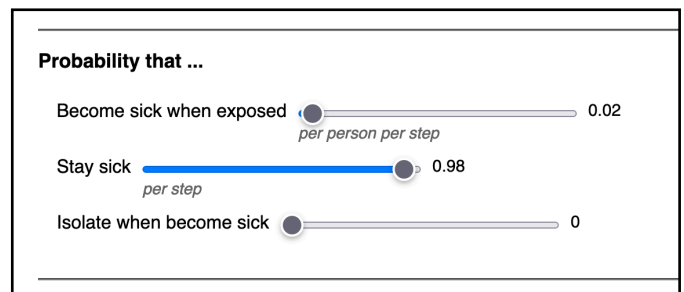 Probability that ...
Become sick when exposed 0.02
per person per step
Stay sick 0.98
per step
Isolate when become sick 0